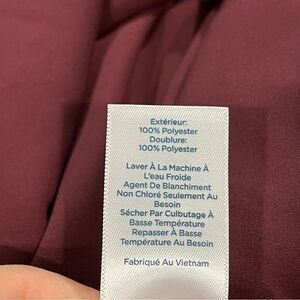 Extérieur:
100% Polyester
Doublure:
100% Polyester
Laver À La Machine À
L'eau Froide
Agent De Blanchiment
Non Chloré Seulement Au
Besoin
Sécher Par Culbutage À
Basse Température
Repasser À Basse
Température Au Besoin
Fabriqué Au Vietnam